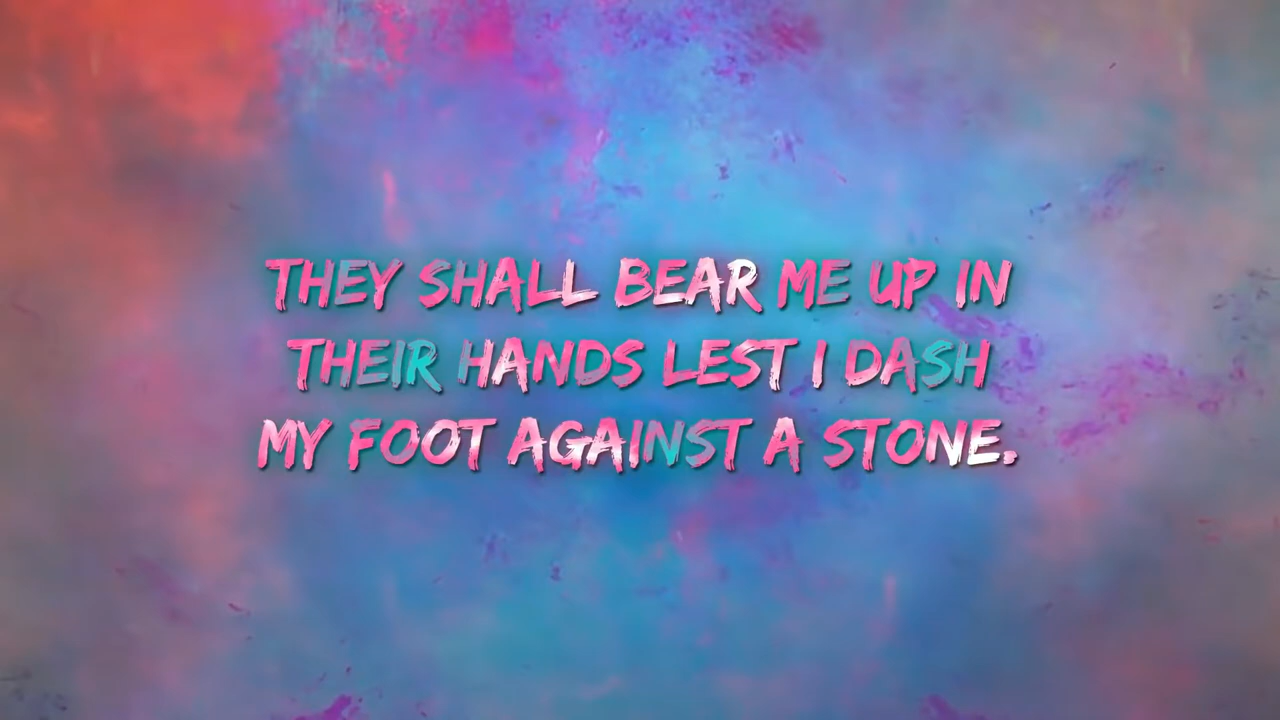 THEY SHALL BEAR ME UP IN
THEIR HANDS LEST I DASH
MY FOOT AGAINST A STONE.